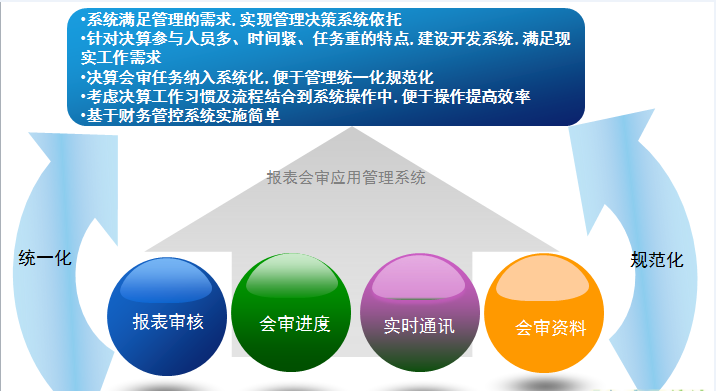 •系统满足管理的需求,实现管理决策系统依托
•针对决算参与人员多、时间紧、任务重的特点,建设开发系统,满足现
实工作需求
•决算会审任务纳入系统化,便于管理统一化规范化
•考虑决算工作习惯及流程结合到系统操作中,便于操作提高效率
•基于财务管控系统实施简单
报表会审应用管理系统
统一化
规范化
报表审核
会审进度
实时通讯
会审资料